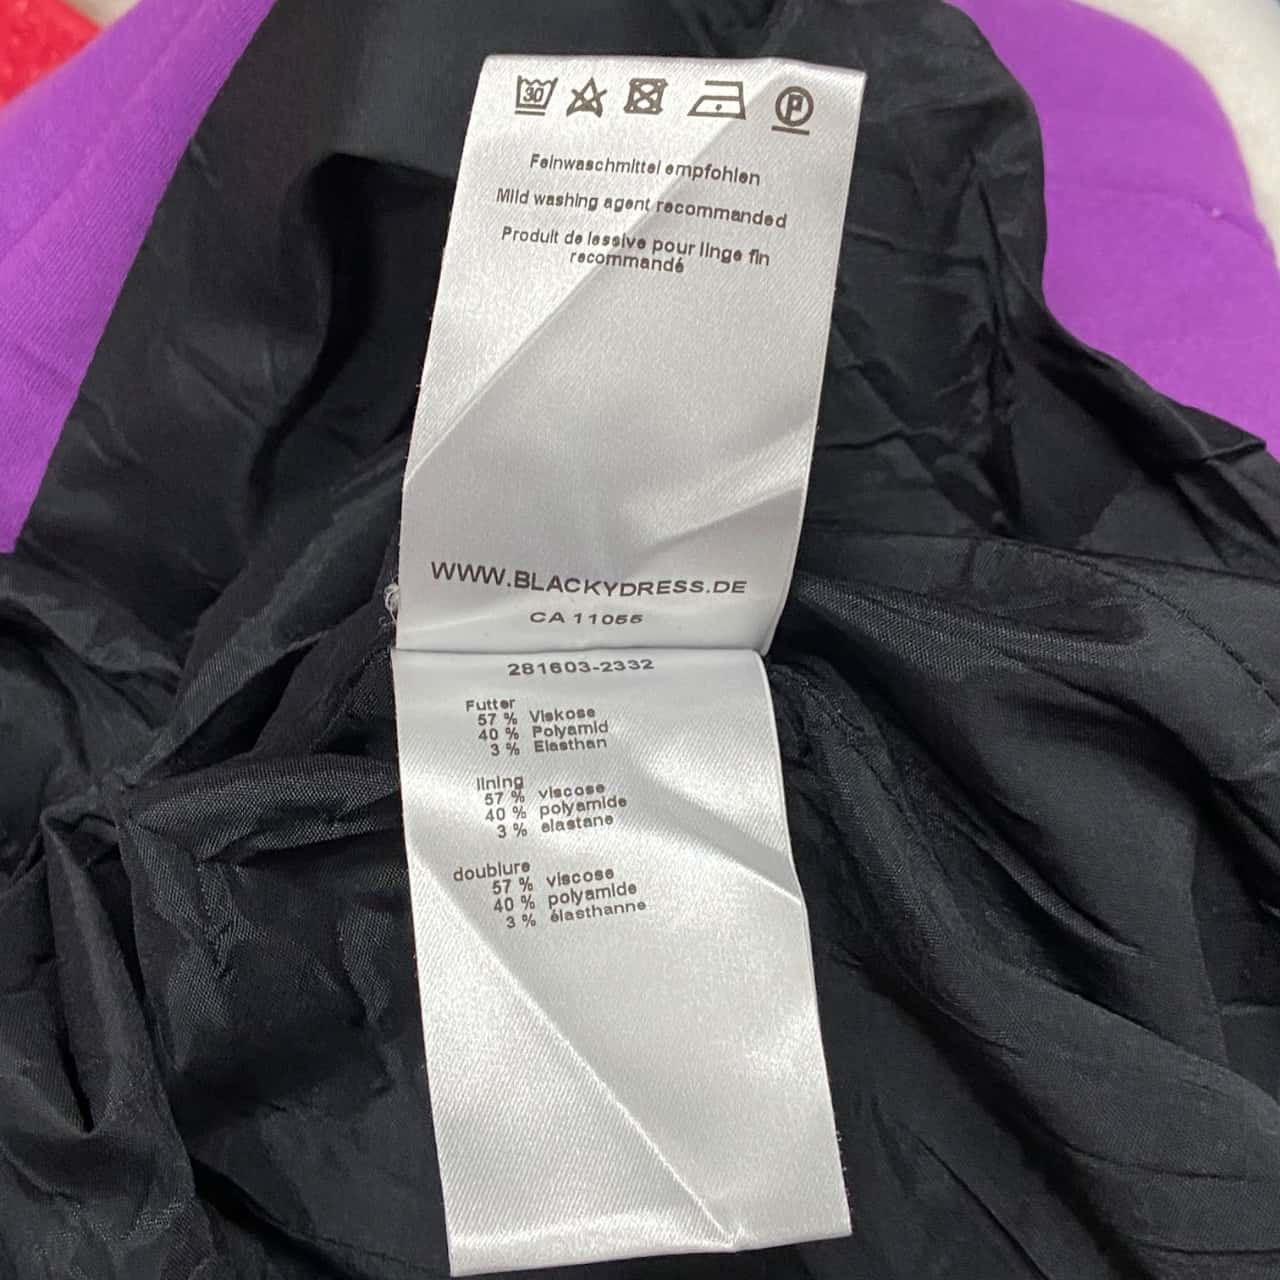 30 P
Feinwaschmittel empfohlen
Mild washing agent recommanded
Produit de lessive pour linge fin
recommandé
WWW.BLACKYDRESS.DE
CA 11055
281603-2332
Futter
57 % Viskose
40 % Polyamid
3 % Elasthan
lining
57 % viscose
40 % polyamide
3 % elastane
doublure
57 % viscose
40 % polyamide
3 % élasthanne